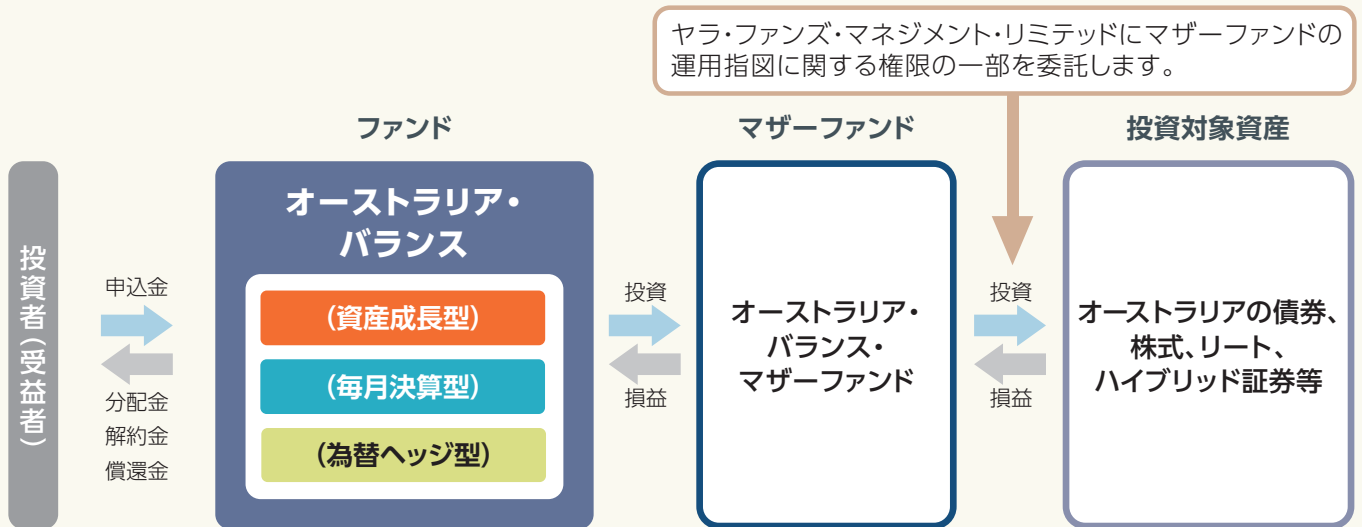 ヤラ・ファンズ・マネジメント・リミテッドにマザーファンドの
運用指図に関する権限の一部を委託します。
ファンド
マザーファンド
投資対象資産
投資者(受益者)
申込金
分配金
解約金
償還金
オーストラリア・
バランス
(資産成長型)
(毎月決算型)
(為替ヘッジ型)
投資
損益
オーストラリア・
バランス・
マザーファンド
投資
損益
オーストラリアの債券、
株式、リート、
ハイブリッド証券等